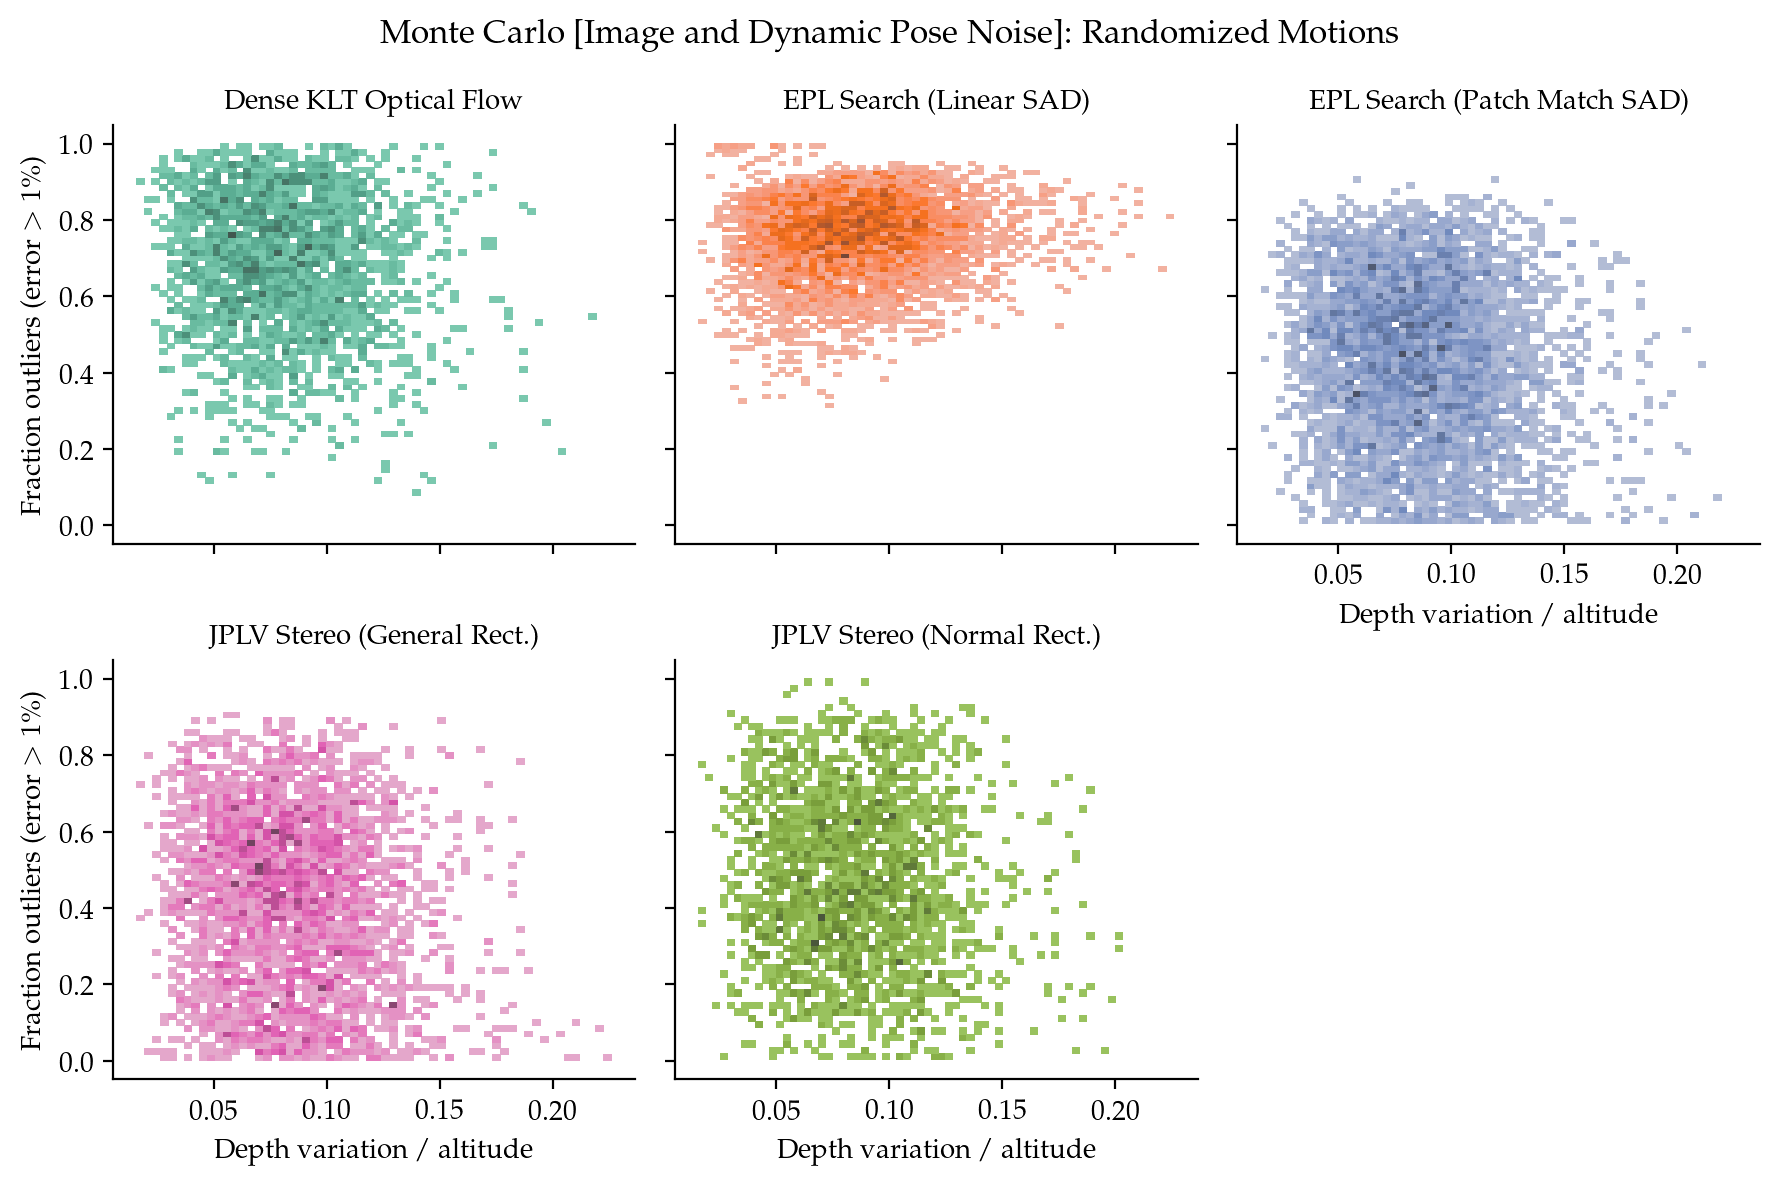 Monte Carlo [Image and Dynamic Pose Noise]: Randomized Motions
Dense KLT Optical Flow
EPL Search (Linear SAD)
EPL Search (Patch Match SAD)
Fraction outliers (error > 1%)
1.0
0.8
0.6
0.4
0.2
0.0
0.05 0.10 0.15 0.20
Depth variation / altitude
JPLV Stereo (General Rect.)
JPLV Stereo (Normal Rect.)
Fraction outliers (error > 1%)
1.0
0.8
0.6
0.4
0.2
0.0
0.05 0.10 0.15 0.20
Depth variation / altitude
0.05 0.10 0.15 0.20
Depth variation / altitude